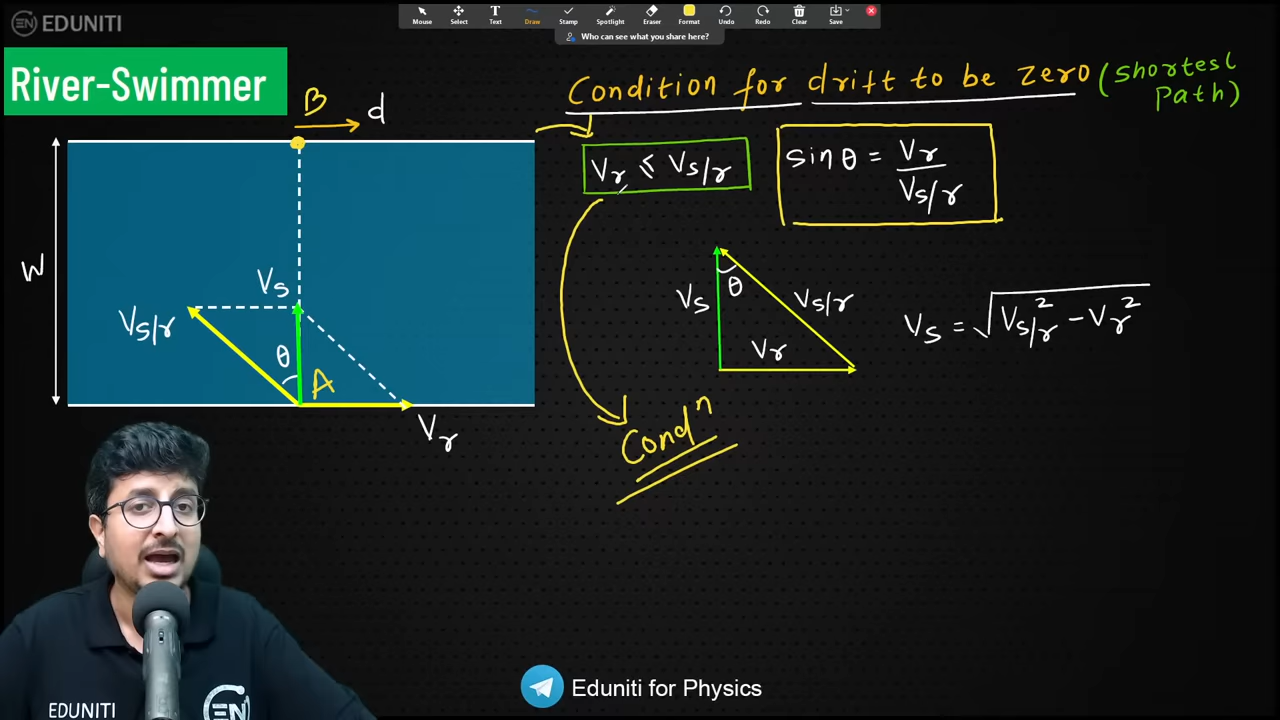 EDUNITI
Mouse Select Text Draw Stamp Spotlight Eraser Format Undo Redo Clear Save
Who can see what you share here?
River-Swimmer
B
d
Condition for drift to be zero (Shortest Path)
Vr ≤ Vs/r
sinθ = Vr / Vs/r
W
Vs
Vs/r
θ
A
Vr
Vs
θ
Vs/r
Vr
Vs = √(Vs/r² - Vr²)
Condⁿ
Eduniti for Physics
EDUNITI
EN